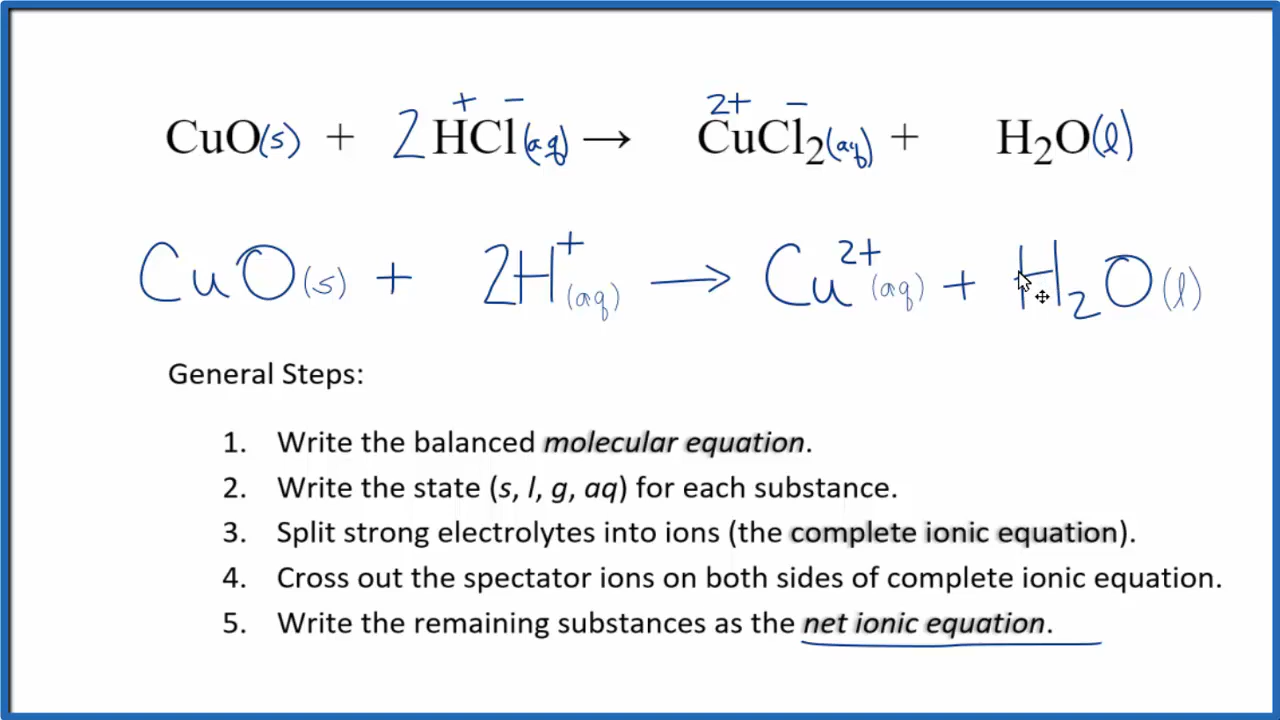 CuO(s) + 2HCl(aq) → CuCl₂(aq) + H₂O(l)
+ − 2+ −
CuO(s) + 2H⁺(aq) → Cu²⁺(aq) + H₂O(l)
General Steps:
1. Write the balanced molecular equation.
2. Write the state (s, l, g, aq) for each substance.
3. Split strong electrolytes into ions (the complete ionic equation).
4. Cross out the spectator ions on both sides of complete ionic equation.
5. Write the remaining substances as the net ionic equation.